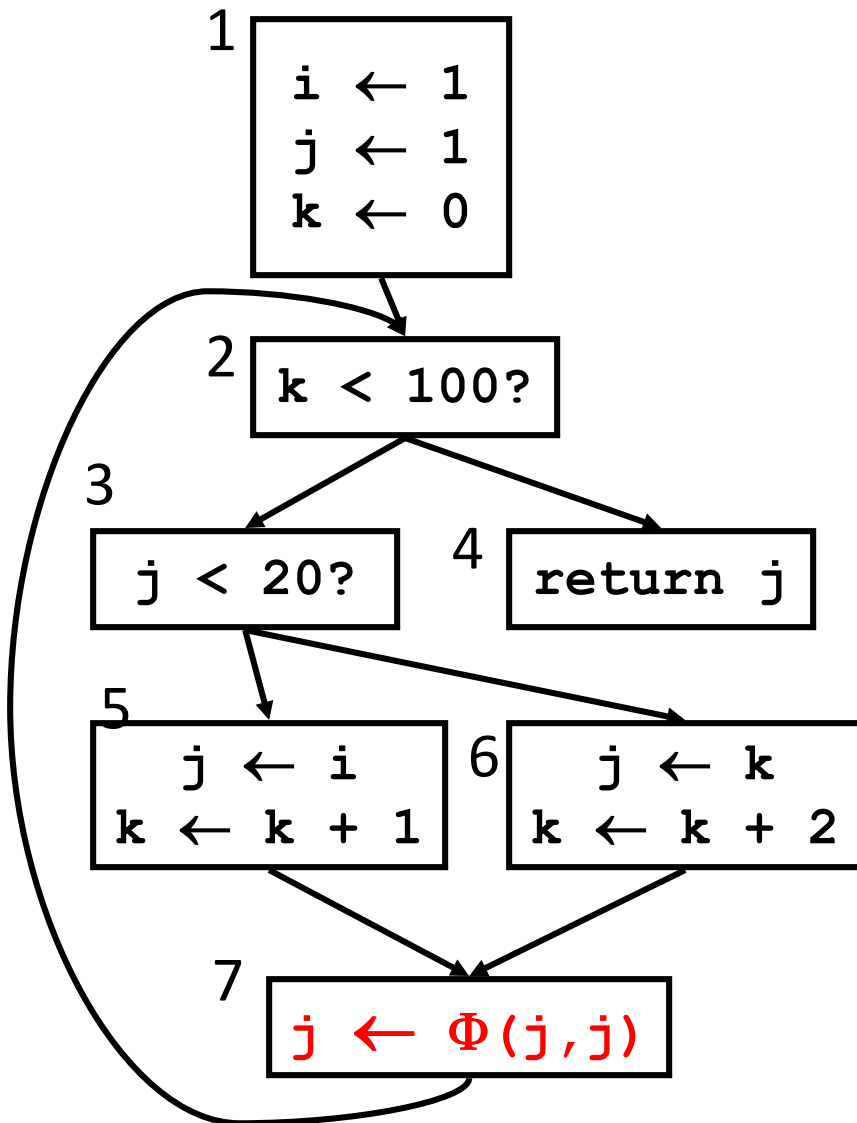 1
i ← 1
j ← 1
k ← 0
2
k < 100?
3
j < 20?
4
return j
5
j ← i
k ← k + 1
6
j ← k
k ← k + 2
7
j ← Φ(j,j)